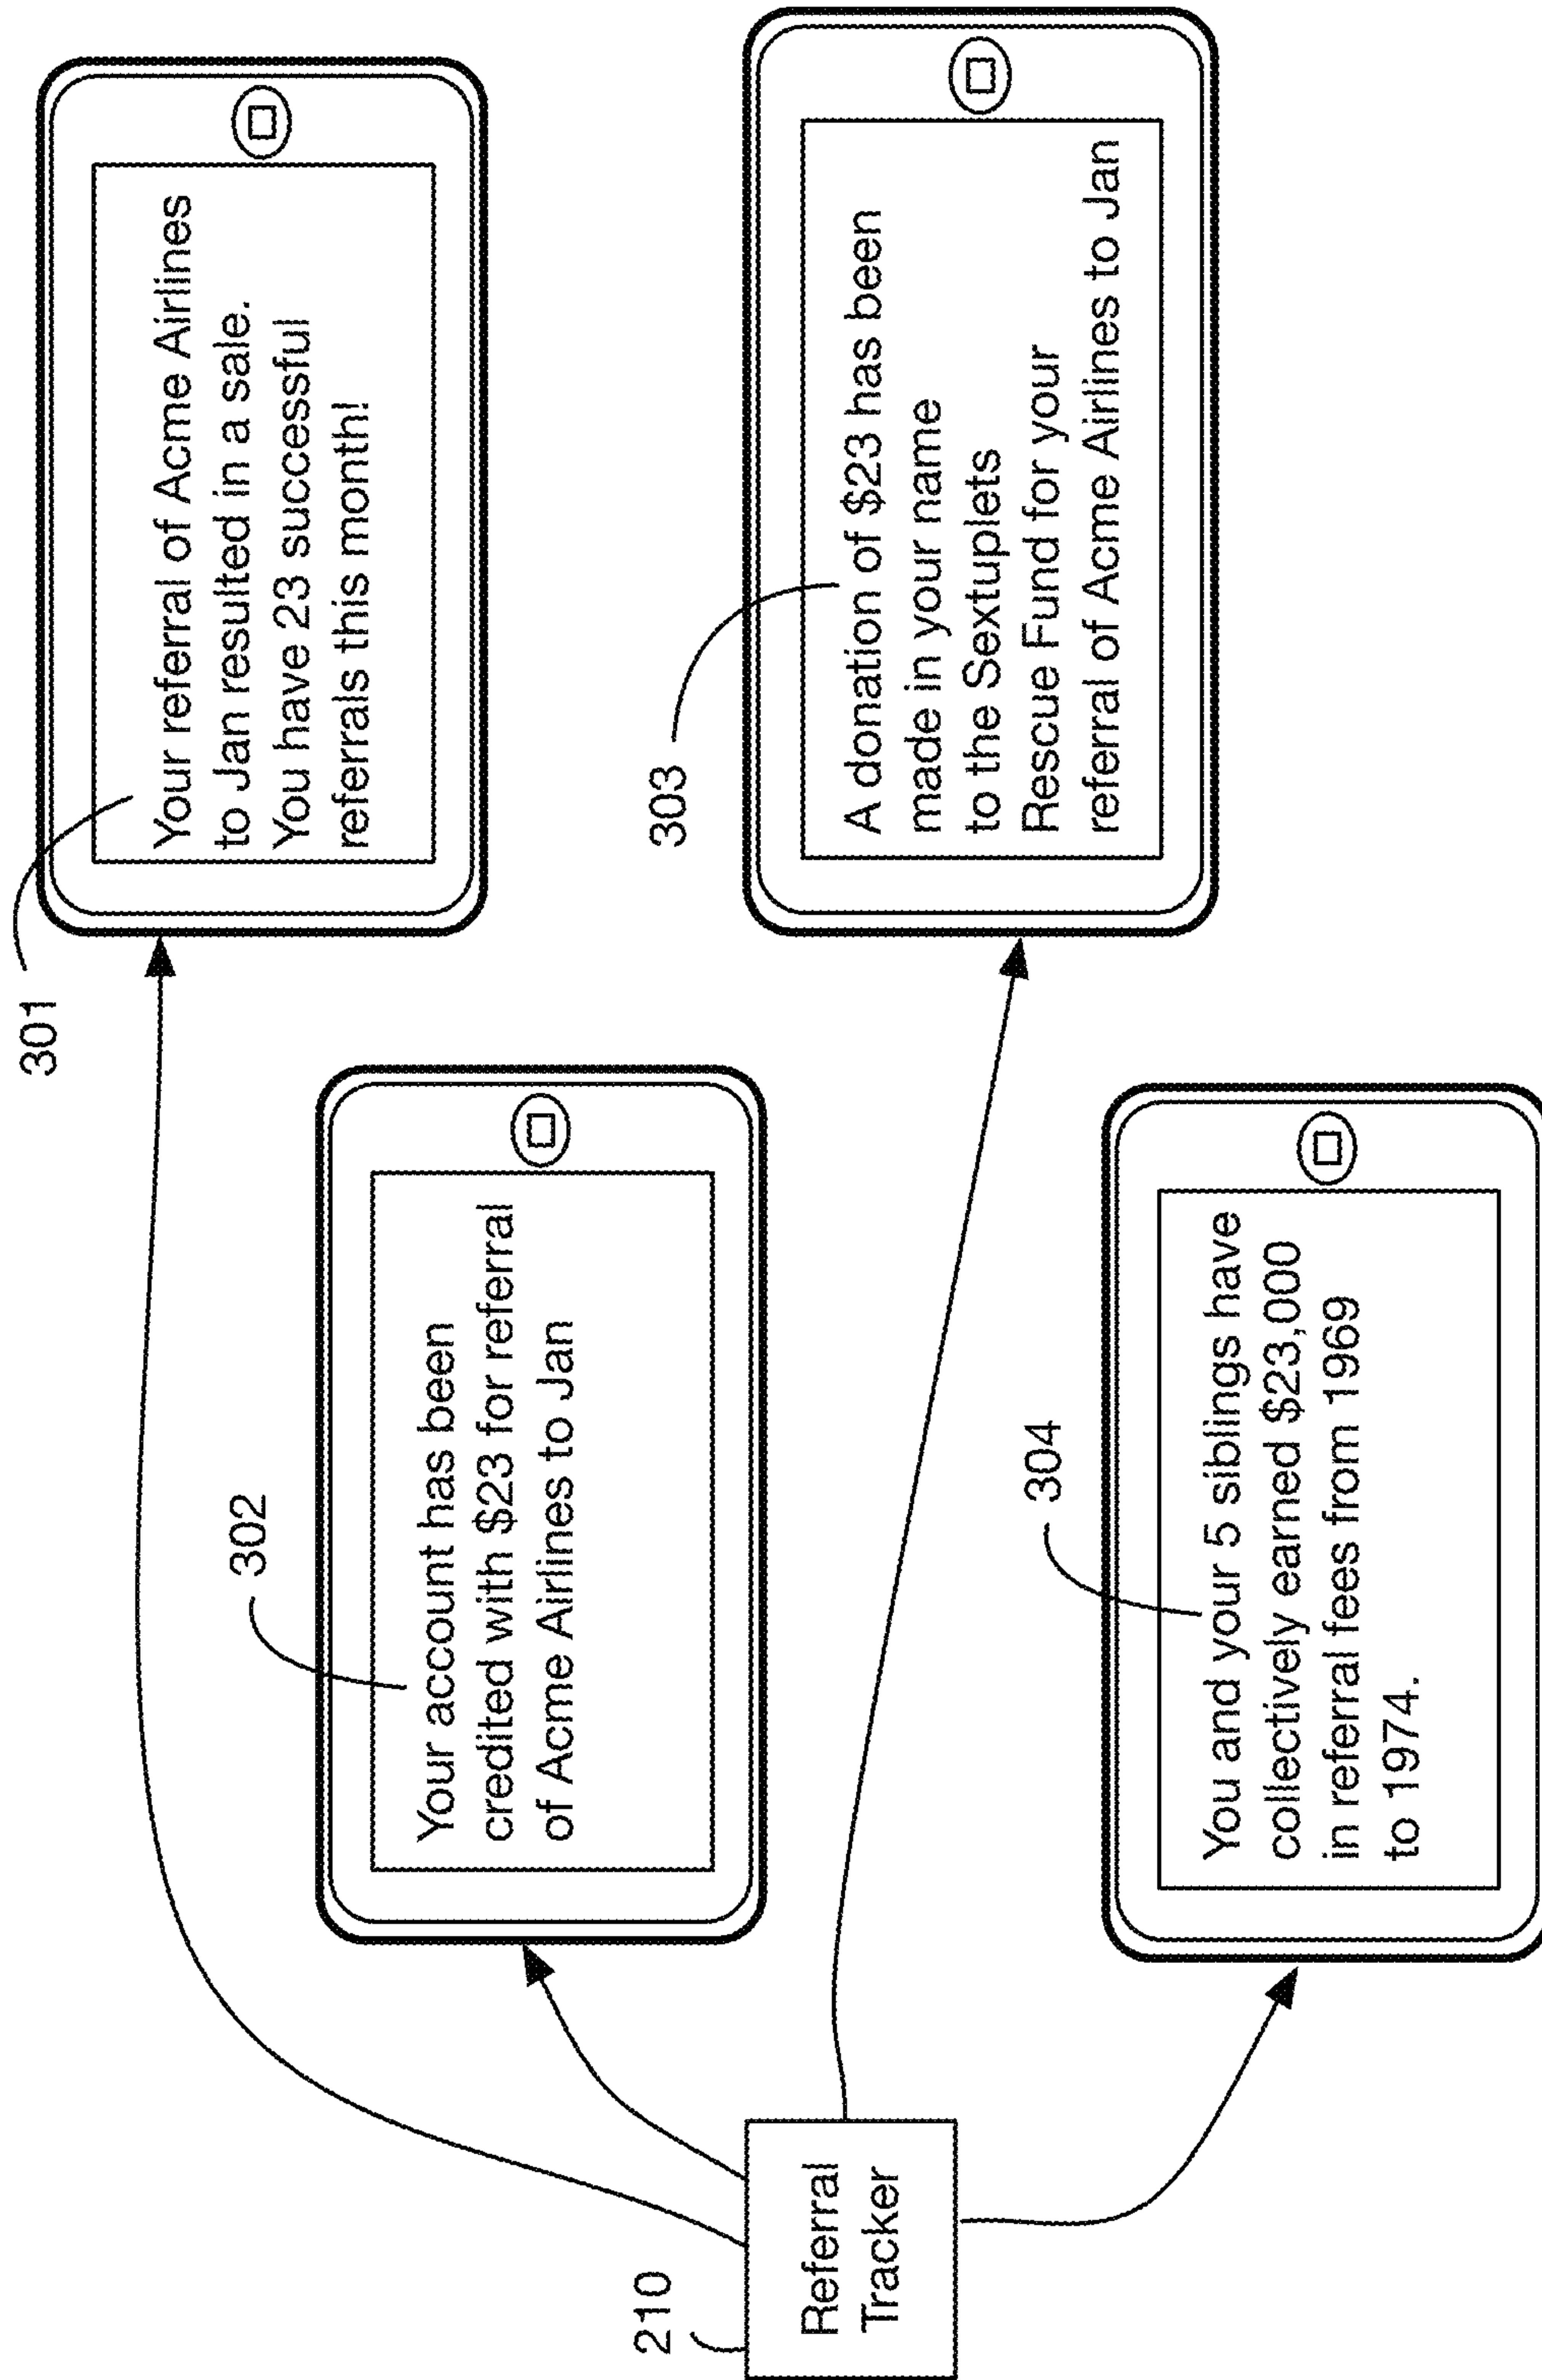 301
Your referral of Acme Airlines
to Jan resulted in a sale.
You have 23 successful
referrals this month!
302
Your account has been
credited with $23 for referral
of Acme Airlines to Jan
303
A donation of $23 has been
made in your name
to the Sextuplets
Rescue Fund for your
referral of Acme Airlines to Jan
304
You and your 5 siblings have
collectively earned $23,000
in referral fees from 1969
to 1974.
210
Referral
Tracker